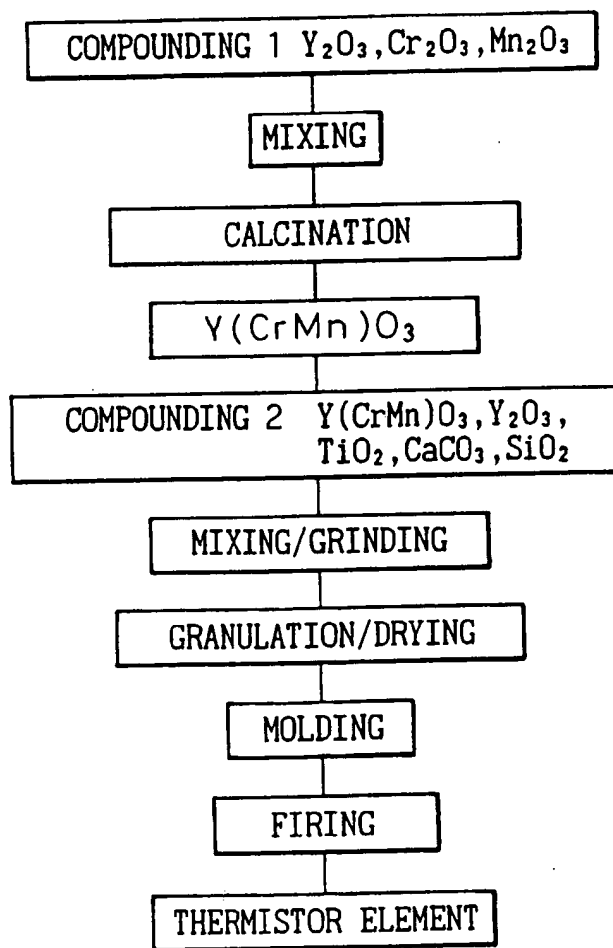 COMPOUNDING 1 Y₂O₃,Cr₂O₃,Mn₂O₃
MIXING
CALCINATION
Y(CrMn)O₃
COMPOUNDING 2 Y(CrMn)O₃,Y₂O₃,
TiO₂,CaCO₃,SiO₂
MIXING/GRINDING
GRANULATION/DRYING
MOLDING
FIRING
THERMISTOR ELEMENT